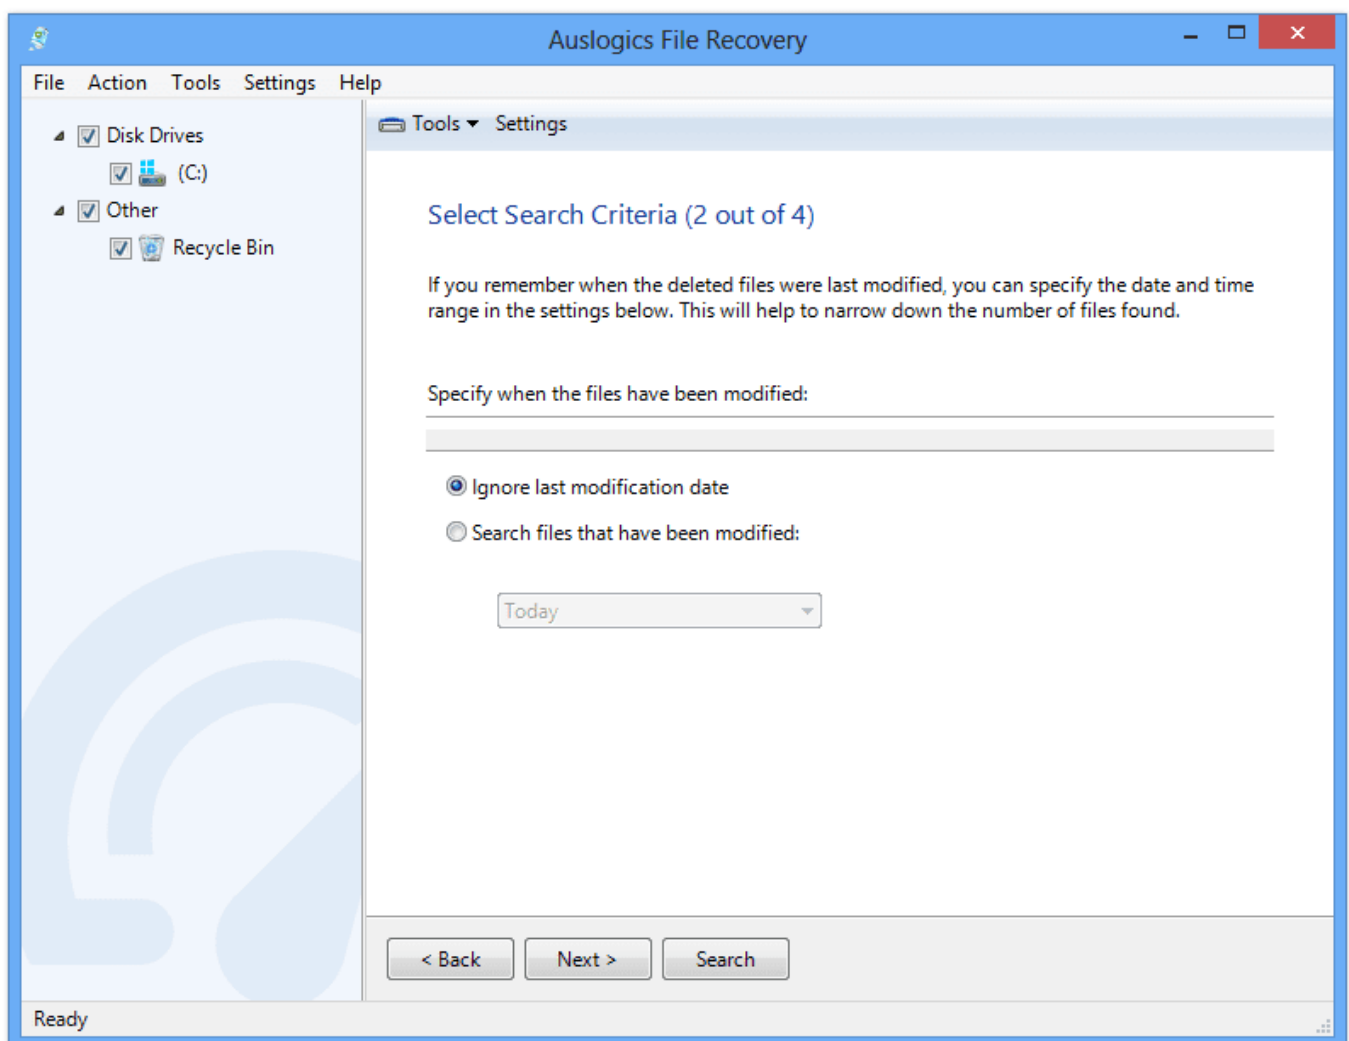 Auslogics File Recovery
File Action Tools Settings Help
Disk Drives
(C:)
Other
Recycle Bin
Tools Settings
Select Search Criteria (2 out of 4)
If you remember when the deleted files were last modified, you can specify the date and time
range in the settings below. This will help to narrow down the number of files found.
Specify when the files have been modified:
Ignore last modification date
Search files that have been modified:
Today
< Back Next > Search
Ready